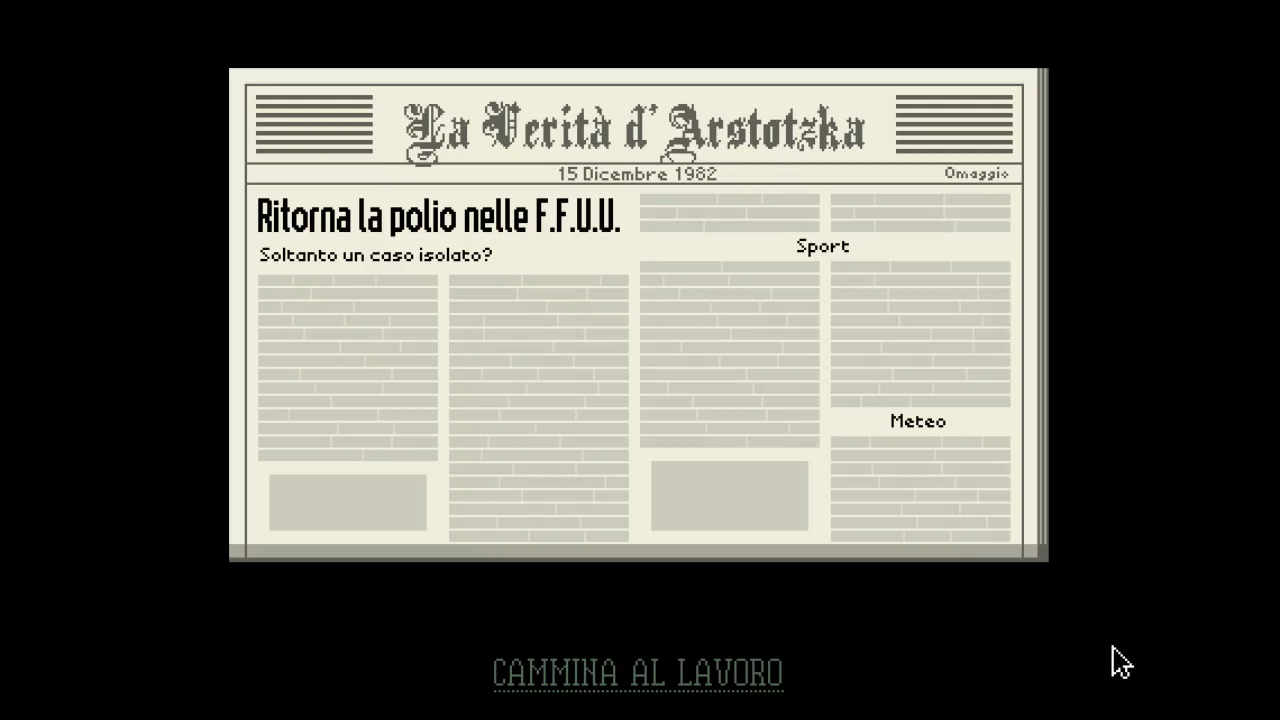 La Verità d'Arstotzka
15 Dicembre 1982
Omaggio
Ritorna la polio nelle F.F.U.U.
Soltanto un caso isolato?
Sport
Meteo
CAMMINA AL LAVORO